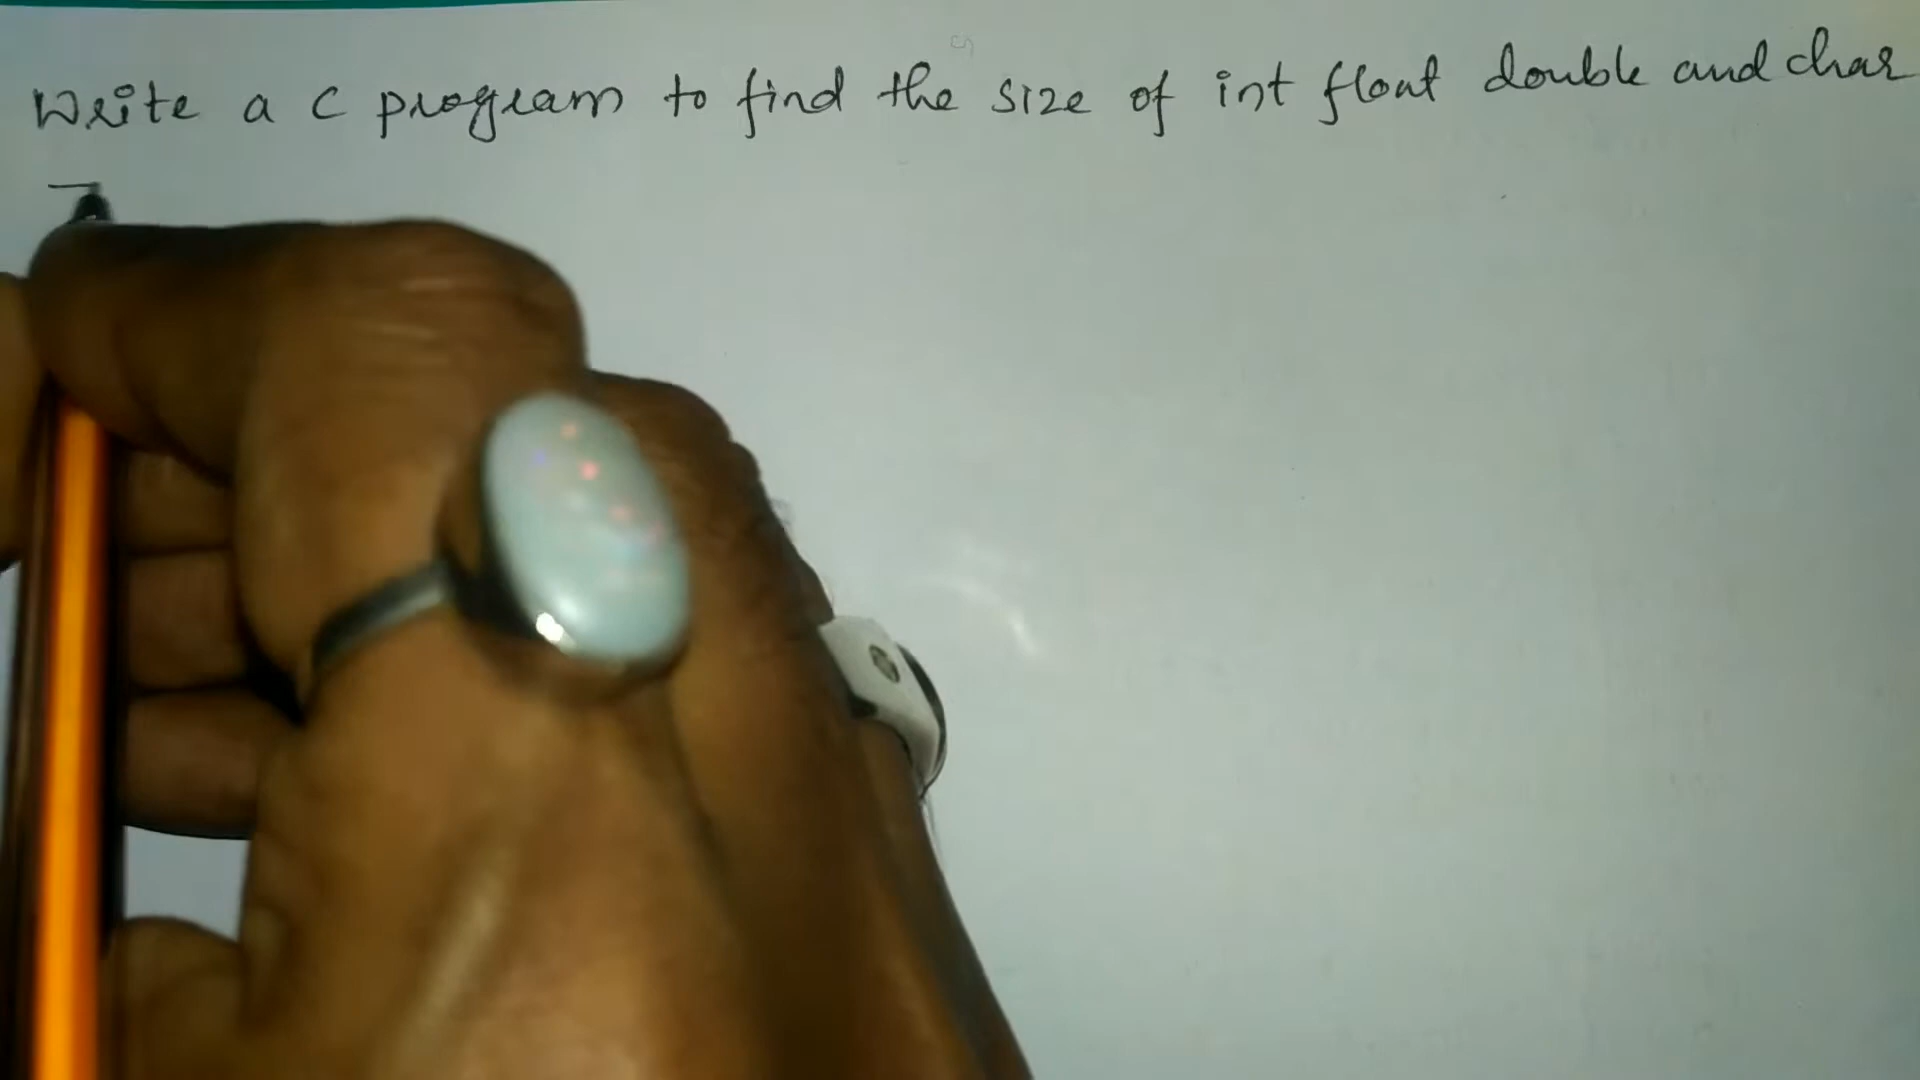 Write a C program to find the size of int float double and char